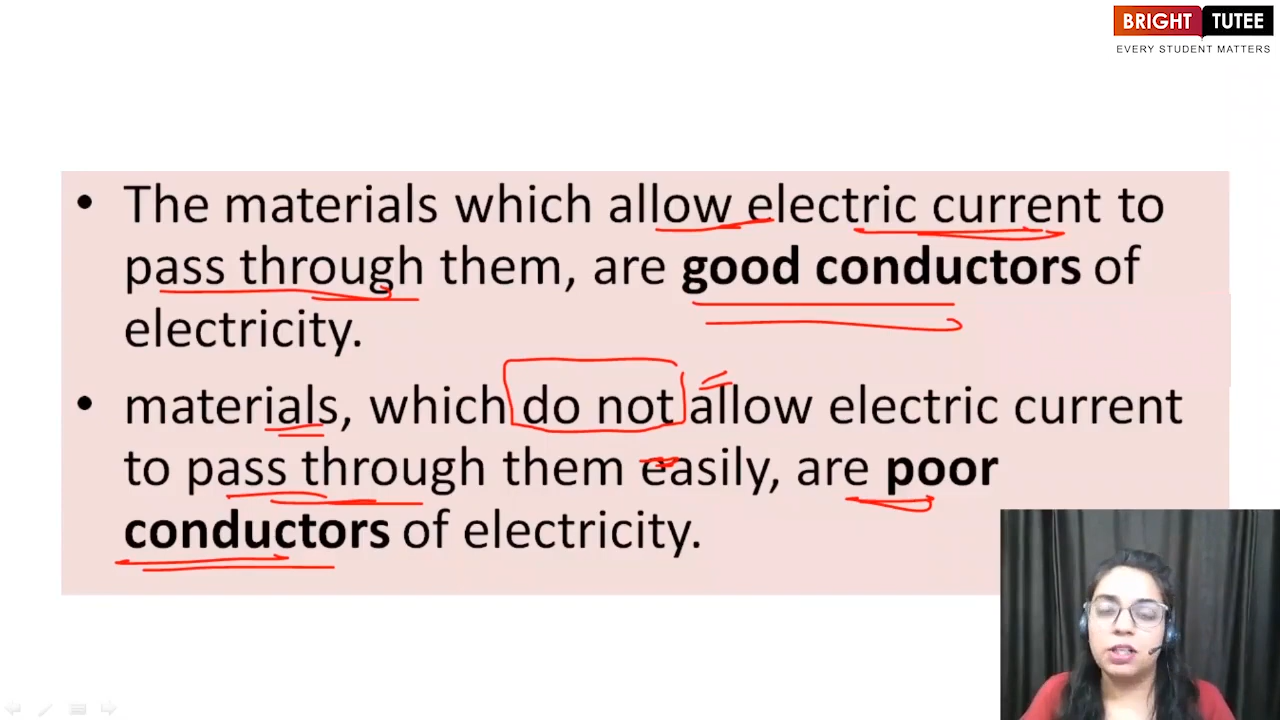 BRIGHT TUTEE
EVERY STUDENT MATTERS
• The materials which allow electric current to
pass through them, are good conductors of
electricity.
• materials, which do not allow electric current
to pass through them easily, are poor
conductors of electricity.